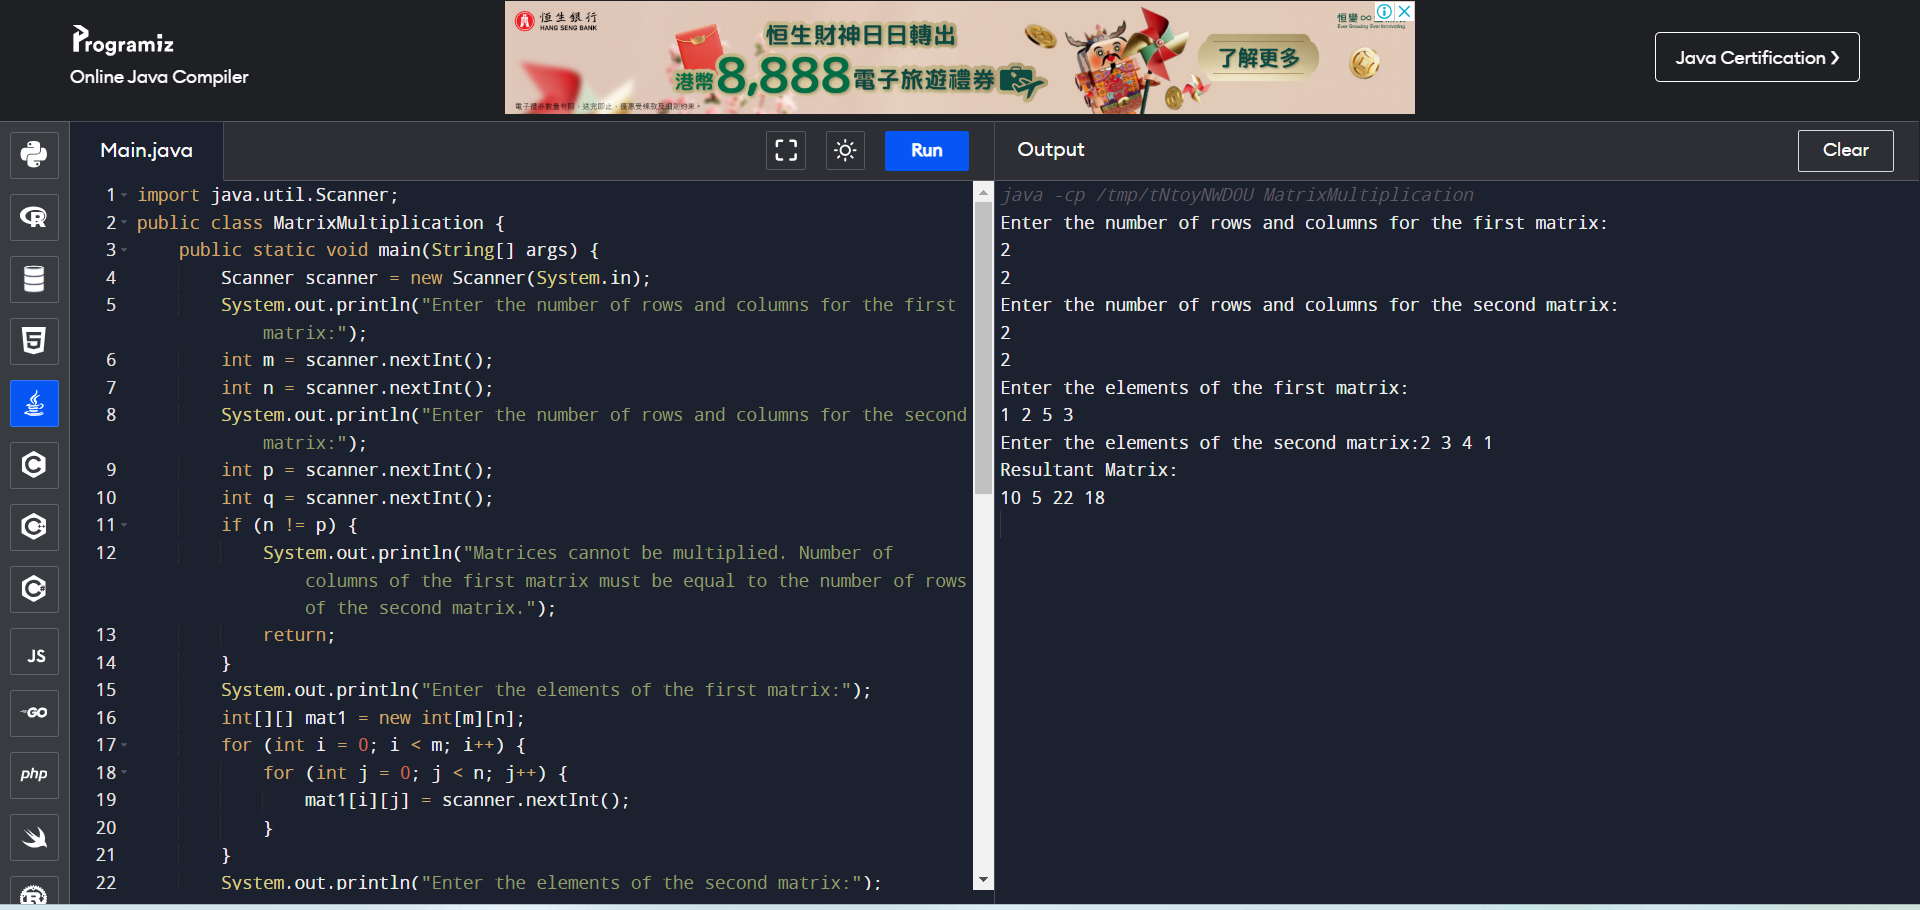 Programiz
Online Java Compiler
恒生銀行
HANG SENG BANK
恒生財神日日轉出
港幣8,888電子旅遊禮券
了解更多
Java Certification ❯
Main.java
Run
Output
Clear
1 import java.util.Scanner;
2 public class MatrixMultiplication {
3 public static void main(String[] args) {
4 Scanner scanner = new Scanner(System.in);
5 System.out.println("Enter the number of rows and columns for the first
matrix:");
6 int m = scanner.nextInt();
7 int n = scanner.nextInt();
8 System.out.println("Enter the number of rows and columns for the second
matrix:");
9 int p = scanner.nextInt();
10 int q = scanner.nextInt();
11 if (n != p) {
12 System.out.println("Matrices cannot be multiplied. Number of
columns of the first matrix must be equal to the number of rows
of the second matrix.");
13 return;
14 }
15 System.out.println("Enter the elements of the first matrix:");
16 int[][] mat1 = new int[m][n];
17 for (int i = 0; i < m; i++) {
18 for (int j = 0; j < n; j++) {
19 mat1[i][j] = scanner.nextInt();
20 }
21 }
22 System.out.println("Enter the elements of the second matrix:");
java -cp /tmp/tNtoyNWDOU MatrixMultiplication
Enter the number of rows and columns for the first matrix:
2
2
Enter the number of rows and columns for the second matrix:
2
2
Enter the elements of the first matrix:
1 2 5 3
Enter the elements of the second matrix:2 3 4 1
Resultant Matrix:
10 5 22 18
JS
GO
php